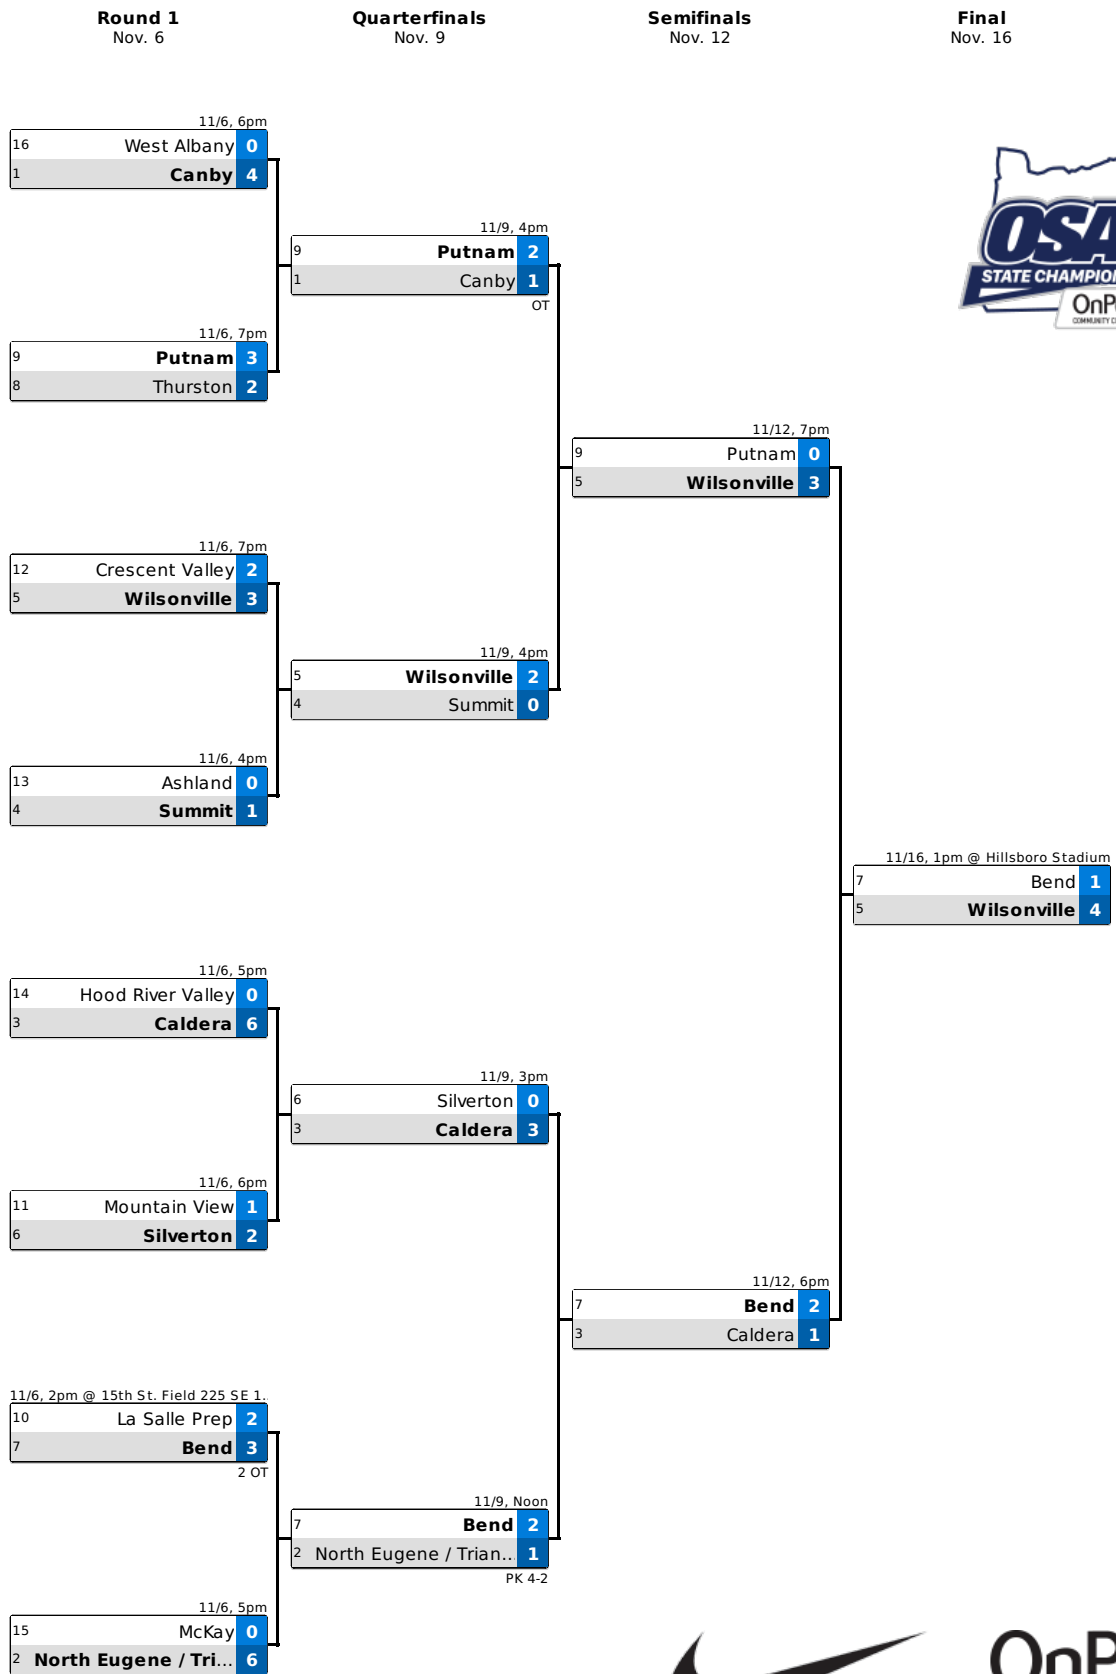 Round 1
Nov. 6
Quarterfinals
Nov. 9
Semifinals
Nov. 12
Final
Nov. 16
11/6, 6pm
16 West Albany 0
1 Canby 4
11/9, 4pm
9 Putnam 2
1 Canby 1
OT
11/6, 7pm
9 Putnam 3
8 Thurston 2
11/12, 7pm
9 Putnam 0
5 Wilsonville 3
11/6, 7pm
12 Crescent Valley 2
5 Wilsonville 3
11/9, 4pm
5 Wilsonville 2
4 Summit 0
11/6, 4pm
13 Ashland 0
4 Summit 1
11/16, 1pm @ Hillsboro Stadium
7 Bend 1
5 Wilsonville 4
11/6, 5pm
14 Hood River Valley 0
3 Caldera 6
11/9, 3pm
6 Silverton 0
3 Caldera 3
11/6, 6pm
11 Mountain View 1
6 Silverton 2
11/12, 6pm
7 Bend 2
3 Caldera 1
11/6, 2pm @ 15th St. Field 225 SE 1..
10 La Salle Prep 2
7 Bend 3
2 OT
11/9, Noon
7 Bend 2
2 North Eugene / Trian... 1
PK 4-2
11/6, 5pm
15 McKay 0
2 North Eugene / Tri... 6
OSA
STATE CHAMPION
OnP
OnP